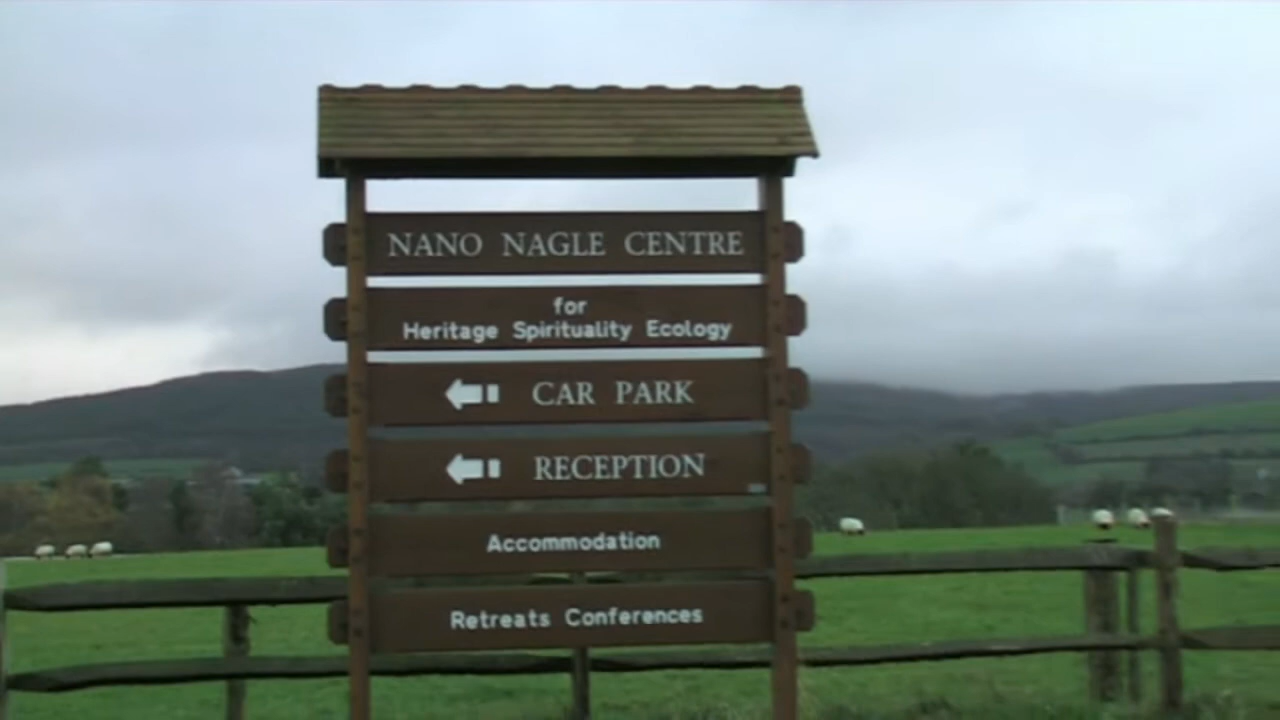 NANO NAGLE CENTRE
for
Heritage Spirituality Ecology
CAR PARK
RECEPTION
Accommodation
Retreats Conferences